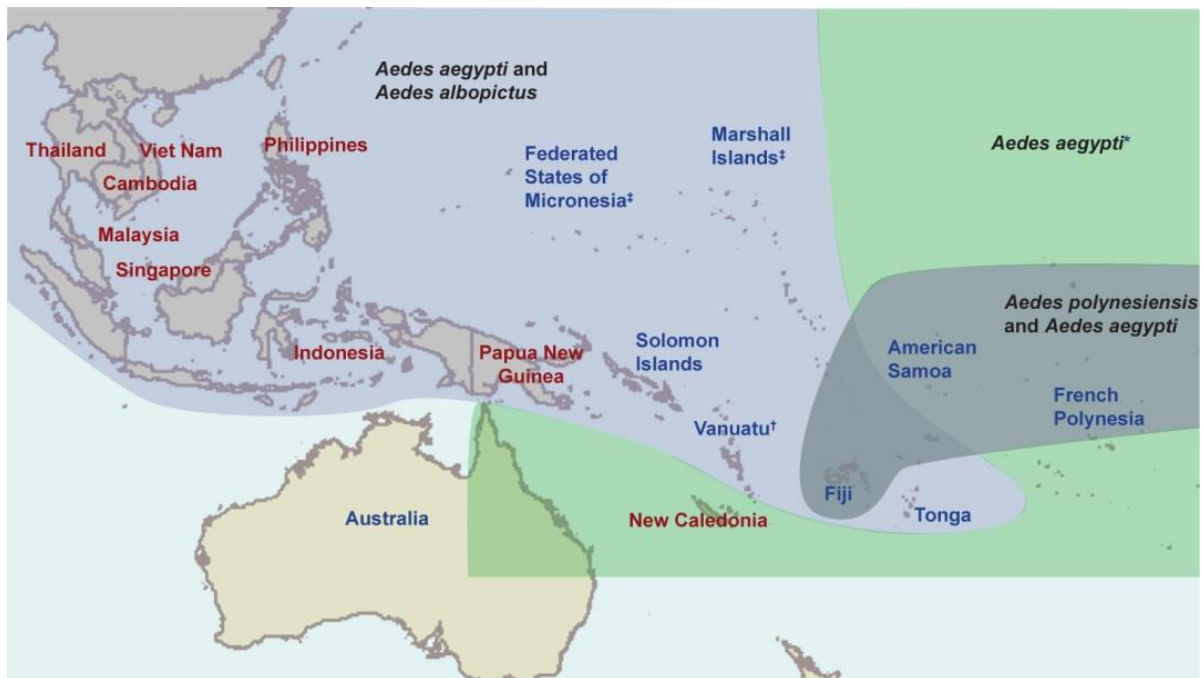 Aedes aegypti and
Aedes albopictus
Marshall
Islands‡
Aedes aegypti*
Thailand
Viet Nam
Philippines
Federated
States of
Micronesia‡
Cambodia
Malaysia
Singapore
Aedes polynesiensis
and Aedes aegypti
Indonesia
Papua New
Guinea
Solomon
Islands
American
Samoa
French
Polynesia
Vanuatu†
Fiji
Tonga
Australia
New Caledonia